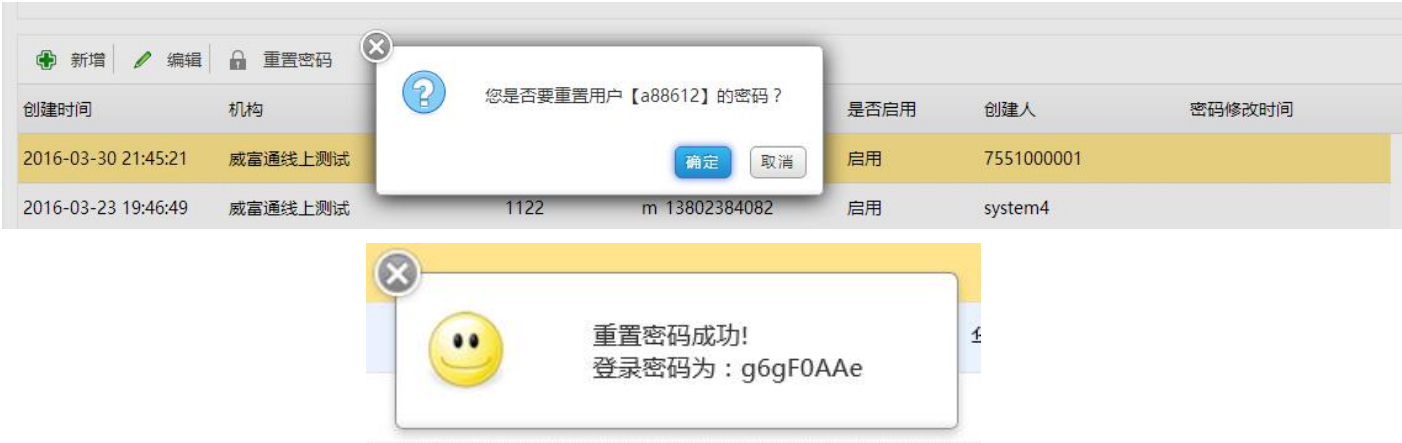 新增 编辑 重置密码
您是否要重置用户【a88612】的密码？
确定 取消
创建时间 机构 是否启用 创建人 密码修改时间
2016-03-30 21:45:21 威富通线上测试 启用 7551000001
2016-03-23 19:46:49 威富通线上测试 1122 m_13802384082 启用 system4
重置密码成功!
登录密码为：g6gF0AAe